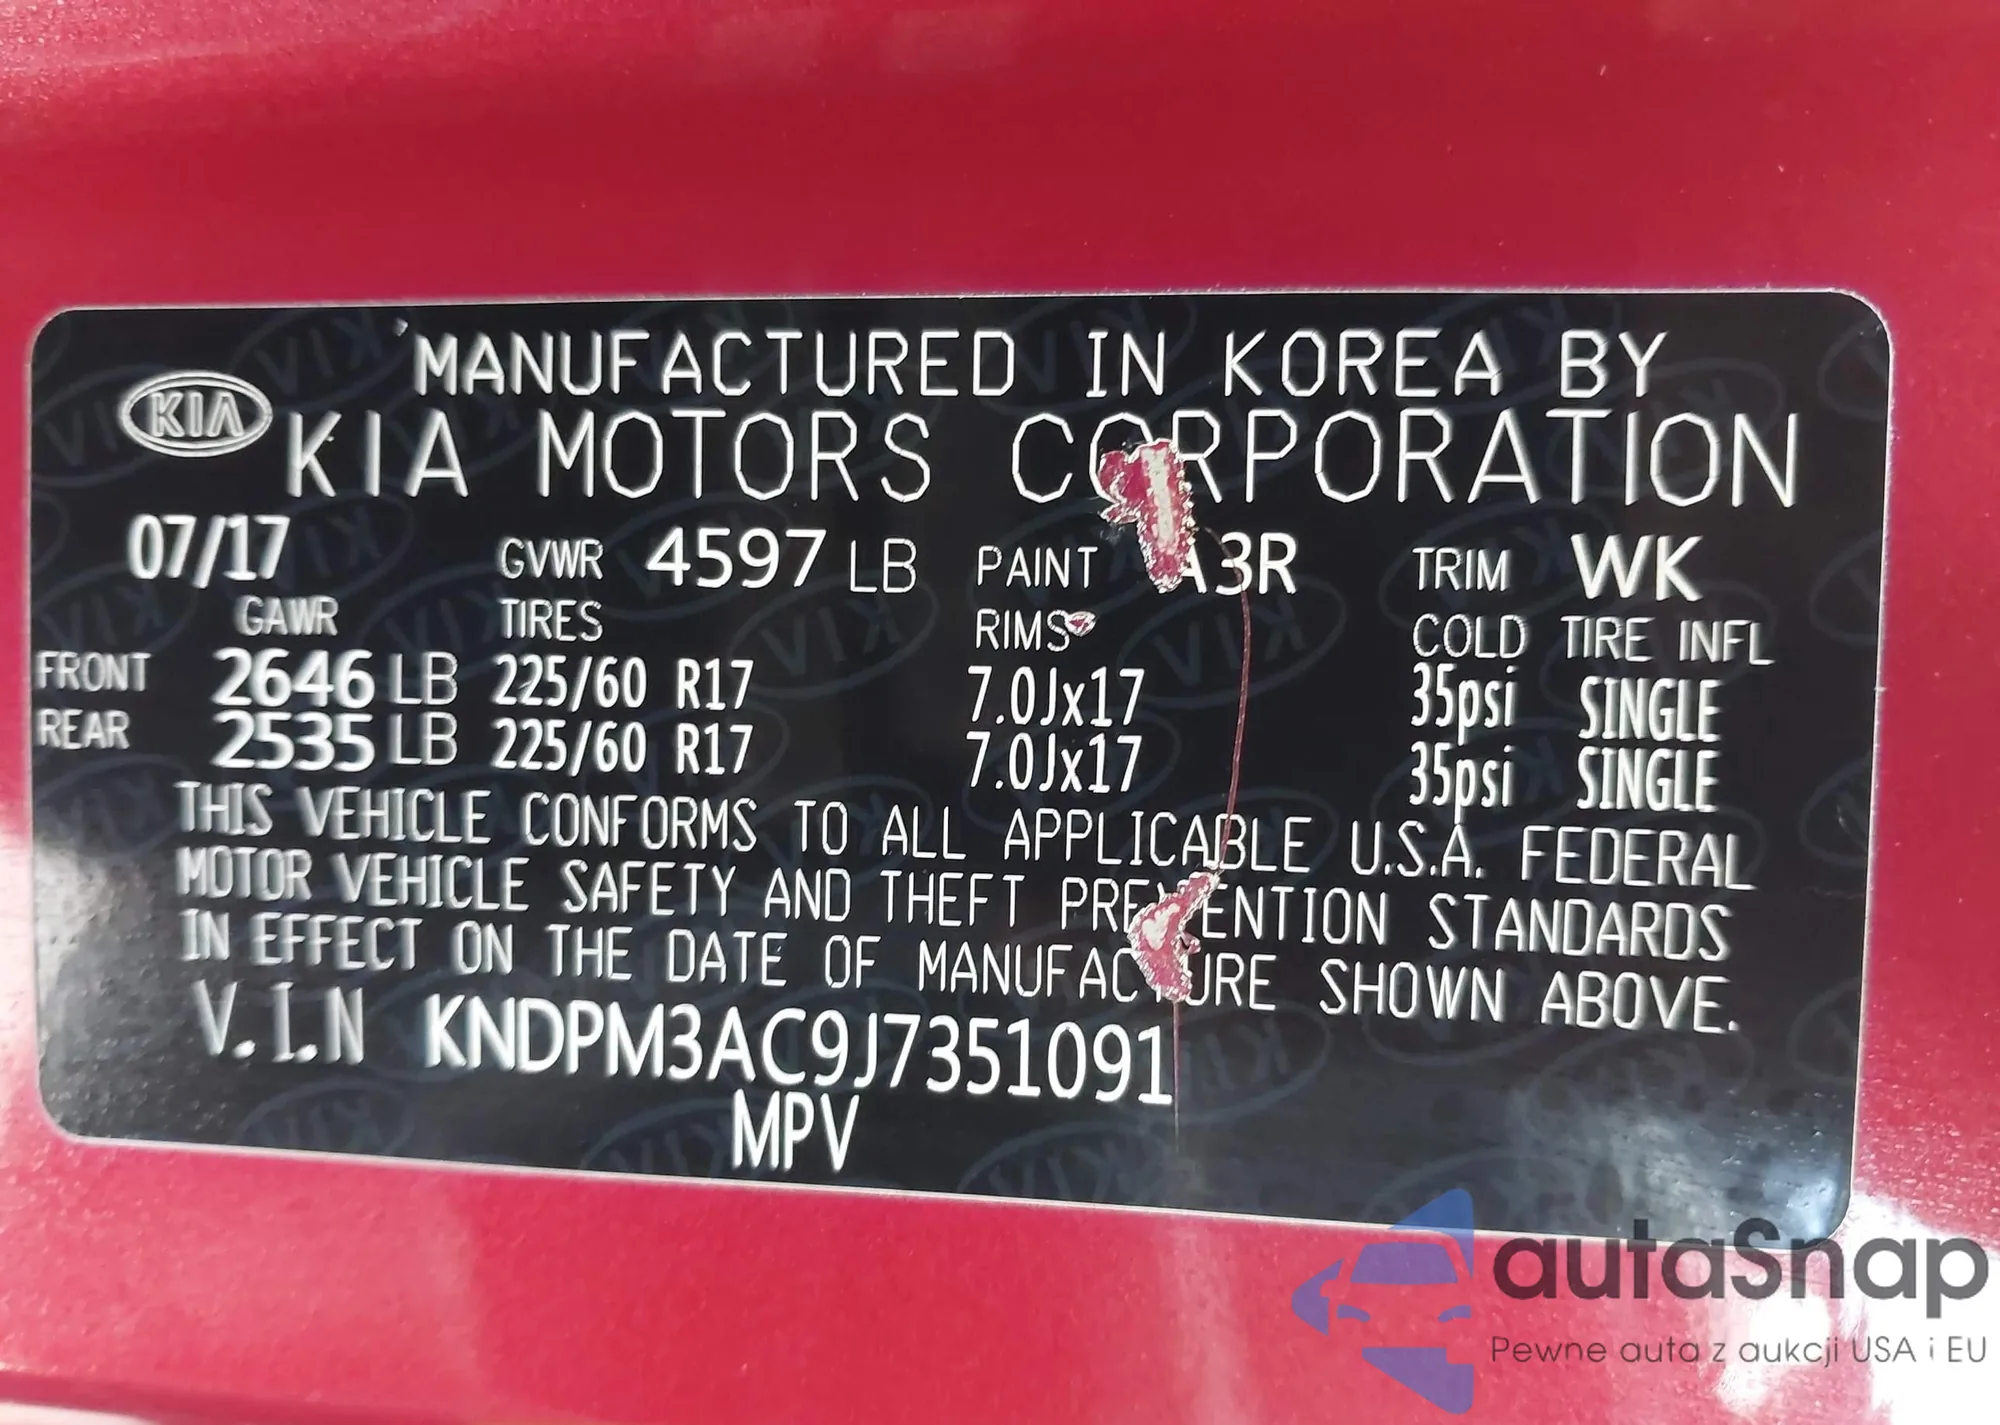 MANUFACTURED IN KOREA BY
KIA KIA MOTORS CORPORATION
07/17 GVWR 4597 LB PAINT A3R TRIM WK
GAWR TIRES RIMS COLD TIRE INFL
FRONT 2646 LB 225/60 R17 7.0Jx17 35psi SINGLE
REAR 2535 LB 225/60 R17 7.0Jx17 35psi SINGLE
THIS VEHICLE CONFORMS TO ALL APPLICABLE U.S.A. FEDERAL
MOTOR VEHICLE SAFETY AND THEFT PREVENTION STANDARDS
IN EFFECT ON THE DATE OF MANUFACTURE SHOWN ABOVE.
V.I.N KNDPM3AC9J7351091
MPV
autaSnap
Pewne auta z aukcji USA i EU